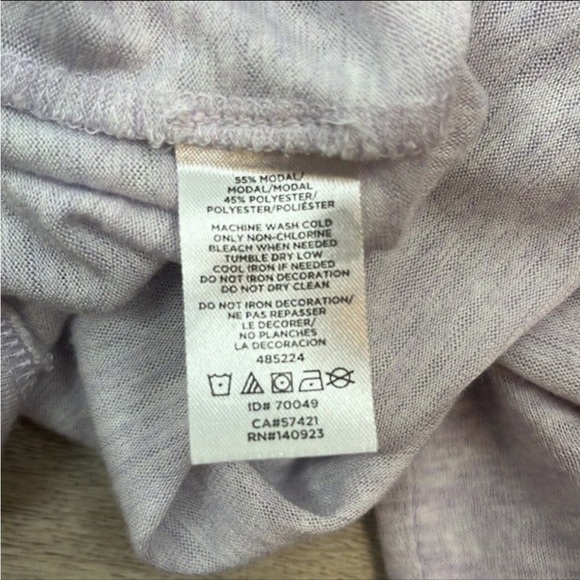 55% MODAL/
MODAL/MODAL
45% POLYESTER/
POLYESTER/POLIÉSTER
MACHINE WASH COLD
ONLY NON-CHLORINE
BLEACH WHEN NEEDED
TUMBLE DRY LOW
COOL IRON IF NEEDED
DO NOT IRON DECORATION
DO NOT DRY CLEAN
DO NOT IRON DECORATION/
NE PAS REPASSER
LE DECORER/
NO PLANCHES
LA DECORACION
485224
ID# 70049
CA#57421
RN#140923